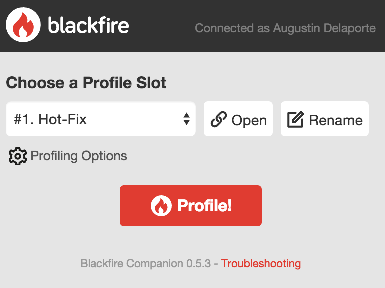 blackfire
Connected as Augustin Delaporte
Choose a Profile Slot
#1. Hot-Fix
Open
Rename
Profiling Options
Profile!
Blackfire Companion 0.5.3 - Troubleshooting